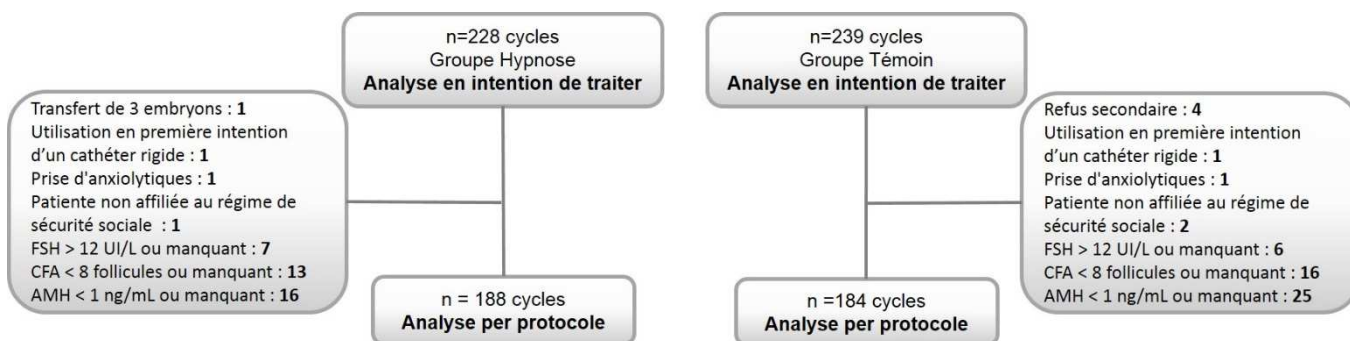 n=228 cycles
Groupe Hypnose
Analyse en intention de traiter
n=239 cycles
Groupe Témoin
Analyse en intention de traiter
Transfert de 3 embryons : 1
Utilisation en première intention
d'un cathéter rigide : 1
Prise d'anxiolytiques : 1
Patiente non affiliée au régime de
sécurité sociale : 1
FSH > 12 UI/L ou manquant : 7
CFA < 8 follicules ou manquant : 13
AMH < 1 ng/mL ou manquant : 16
Refus secondaire : 4
Utilisation en première intention
d'un cathéter rigide : 1
Prise d'anxiolytiques : 1
Patiente non affiliée au régime de
sécurité sociale : 2
FSH > 12 UI/L ou manquant : 6
CFA < 8 follicules ou manquant : 16
AMH < 1 ng/mL ou manquant : 25
n = 188 cycles
Analyse per protocole
n =184 cycles
Analyse per protocole